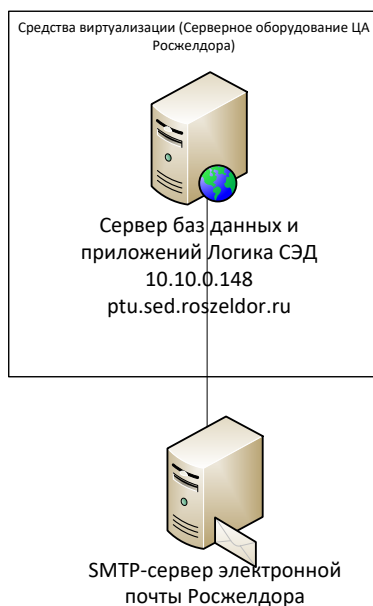 Средства виртуализации (Серверное оборудование ЦА
Росжелдора)
Сервер баз данных и
приложений Логика СЭД
10.10.0.148
ptu.sed.roszeldor.ru
SMTP-сервер электронной
почты Росжелдора